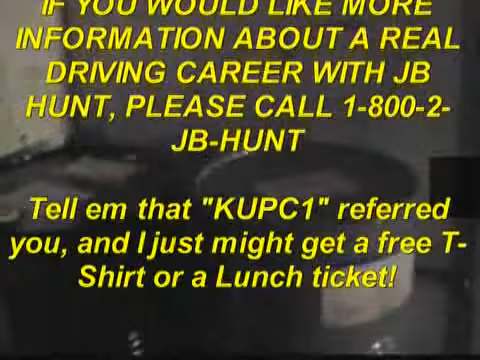 IF YOU WOULD LIKE MORE
INFORMATION ABOUT A REAL
DRIVING CAREER WITH JB
HUNT, PLEASE CALL 1-800-2-
JB-HUNT
Tell em that "KUPC1" referred
you, and I just might get a free T-
Shirt or a Lunch ticket!